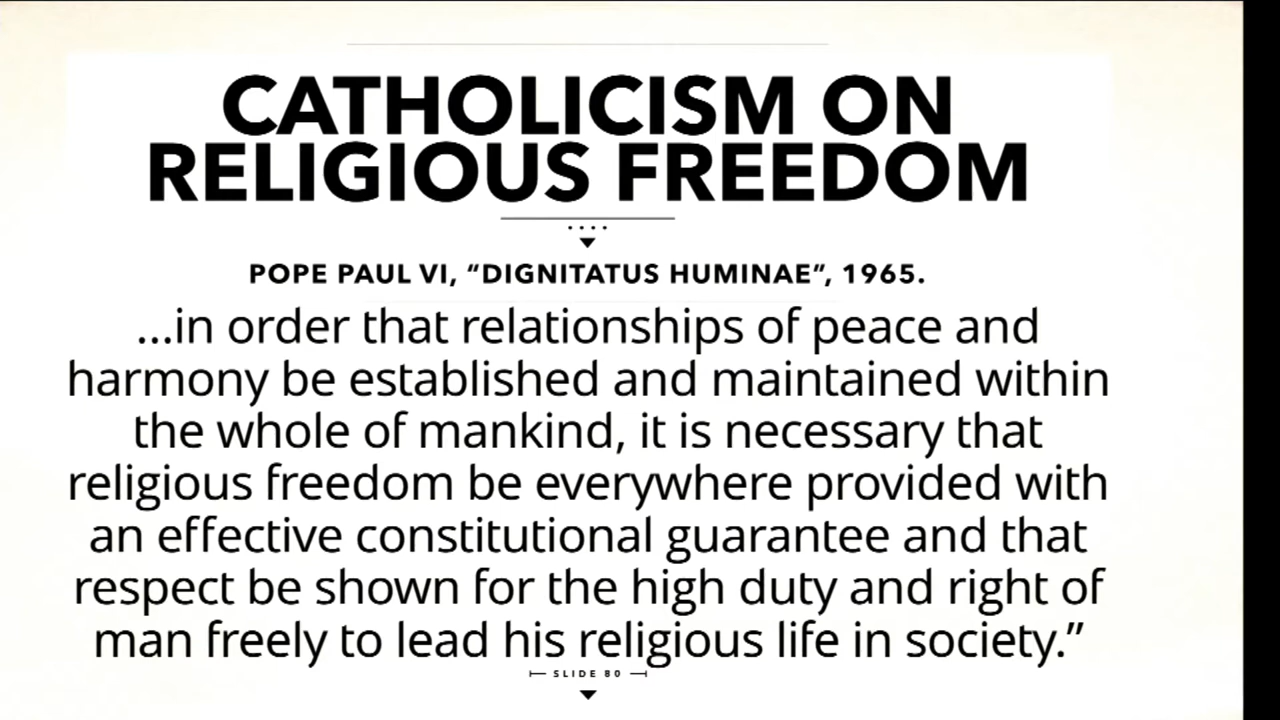 CATHOLICISM ON
RELIGIOUS FREEDOM
POPE PAUL VI, “DIGNITATUS HUMINAE”, 1965.
...in order that relationships of peace and
harmony be established and maintained within
the whole of mankind, it is necessary that
religious freedom be everywhere provided with
an effective constitutional guarantee and that
respect be shown for the high duty and right of
man freely to lead his religious life in society.”
SLIDE 80